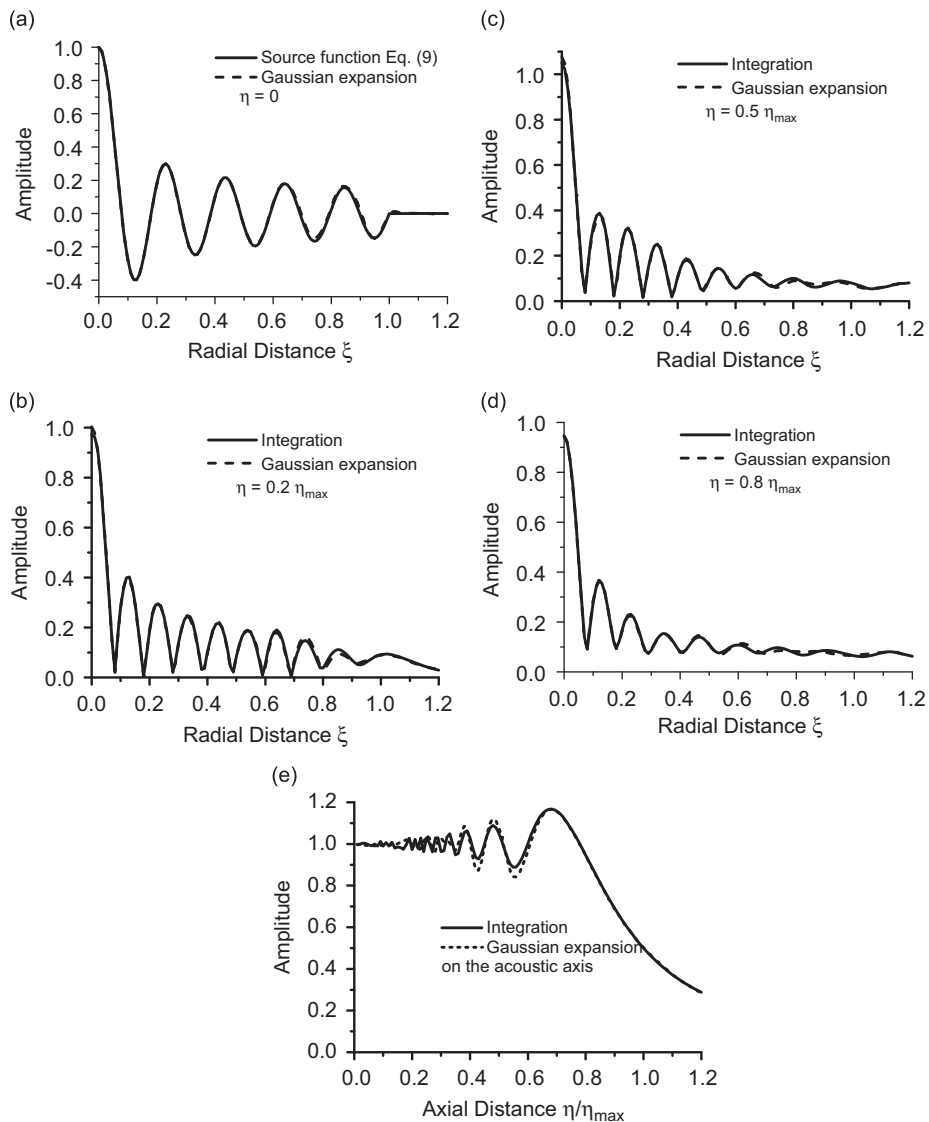 (a)
Amplitude
1.0
0.8
0.6
0.4
0.2
0.0
-0.2
-0.4
Source function Eq. (9)
Gaussian expansion
η = 0
0.0 0.2 0.4 0.6 0.8 1.0 1.2
Radial Distance ξ
(c)
Amplitude
1.0
0.8
0.6
0.4
0.2
0.0
Integration
Gaussian expansion
η = 0.5 ηmax
0.0 0.2 0.4 0.6 0.8 1.0 1.2
Radial Distance ξ
(b)
Amplitude
1.0
0.8
0.6
0.4
0.2
0.0
Integration
Gaussian expansion
η = 0.2 ηmax
0.0 0.2 0.4 0.6 0.8 1.0 1.2
Radial Distance ξ
(d)
Amplitude
1.0
0.8
0.6
0.4
0.2
0.0
Integration
Gaussian expansion
η = 0.8 ηmax
0.0 0.2 0.4 0.6 0.8 1.0 1.2
Radial Distance ξ
(e)
Amplitude
1.2
1.0
0.8
0.6
0.4
0.2
0.0
Integration
Gaussian expansion
on the acoustic axis
0.0 0.2 0.4 0.6 0.8 1.0 1.2
Axial Distance η/ηmax